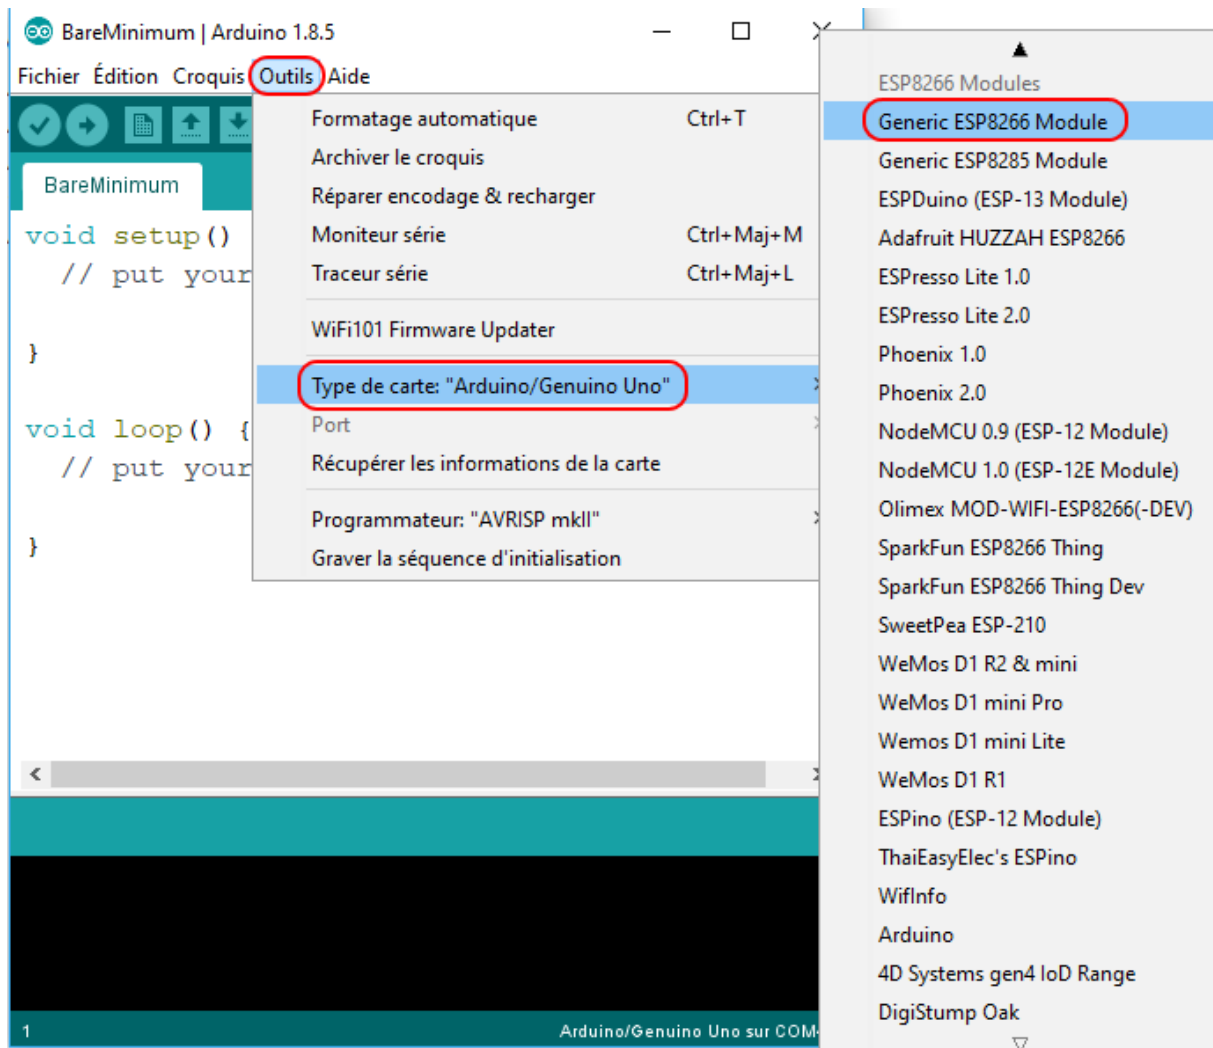 BareMinimum | Arduino 1.8.5
Fichier Édition Croquis Outils Aide
BareMinimum
void setup()
// put your
}
void loop() {
// put your
}
Formatage automatique Ctrl+T
Archiver le croquis
Réparer encodage & recharger
Moniteur série Ctrl+Maj+M
Traceur série Ctrl+Maj+L
WiFi101 Firmware Updater
Type de carte: "Arduino/Genuino Uno"
Port
Récupérer les informations de la carte
Programmateur: "AVRISP mkII"
Graver la séquence d'initialisation
ESP8266 Modules
Generic ESP8266 Module
Generic ESP8285 Module
ESPDuino (ESP-13 Module)
Adafruit HUZZAH ESP8266
ESPresso Lite 1.0
ESPresso Lite 2.0
Phoenix 1.0
Phoenix 2.0
NodeMCU 0.9 (ESP-12 Module)
NodeMCU 1.0 (ESP-12E Module)
Olimex MOD-WIFI-ESP8266(-DEV)
SparkFun ESP8266 Thing
SparkFun ESP8266 Thing Dev
SweetPea ESP-210
WeMos D1 R2 & mini
WeMos D1 mini Pro
Wemos D1 mini Lite
WeMos D1 R1
ESPino (ESP-12 Module)
ThaiEasyElec's ESPino
WifInfo
Arduino
4D Systems gen4 IoD Range
DigiStump Oak
1 Arduino/Genuino Uno sur COM